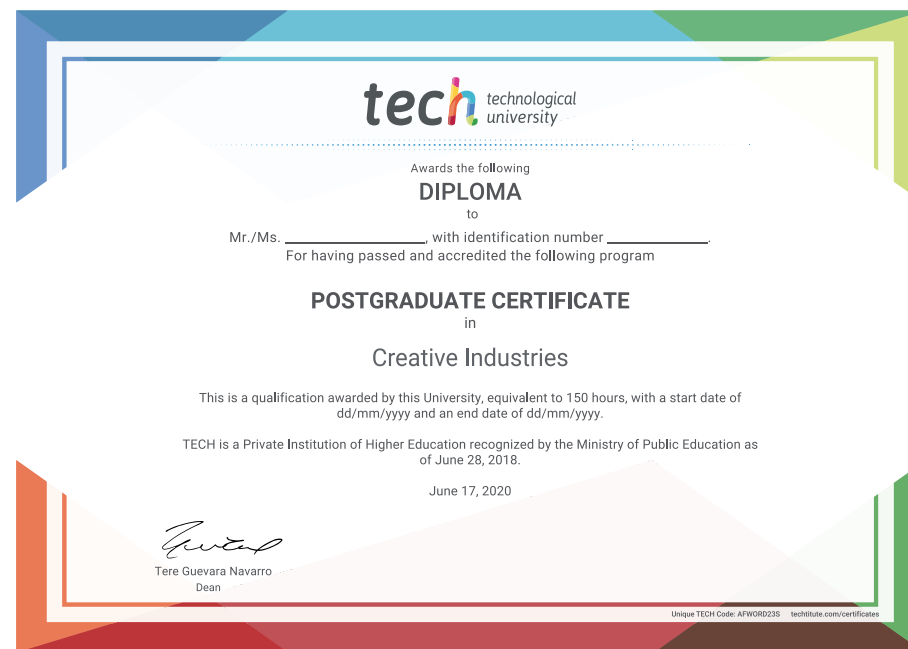 tech technological
university
Awards the following
DIPLOMA
to
Mr./Ms. ____________________, with identification number ______________.
For having passed and accredited the following program
POSTGRADUATE CERTIFICATE
in
Creative Industries
This is a qualification awarded by this University, equivalent to 150 hours, with a start date of
dd/mm/yyyy and an end date of dd/mm/yyyy.
TECH is a Private Institution of Higher Education recognized by the Ministry of Public Education as
of June 28, 2018.
June 17, 2020
Tere Guevara Navarro
Dean
Unique TECH Code: AFWORD23S techtitute.com/certificates